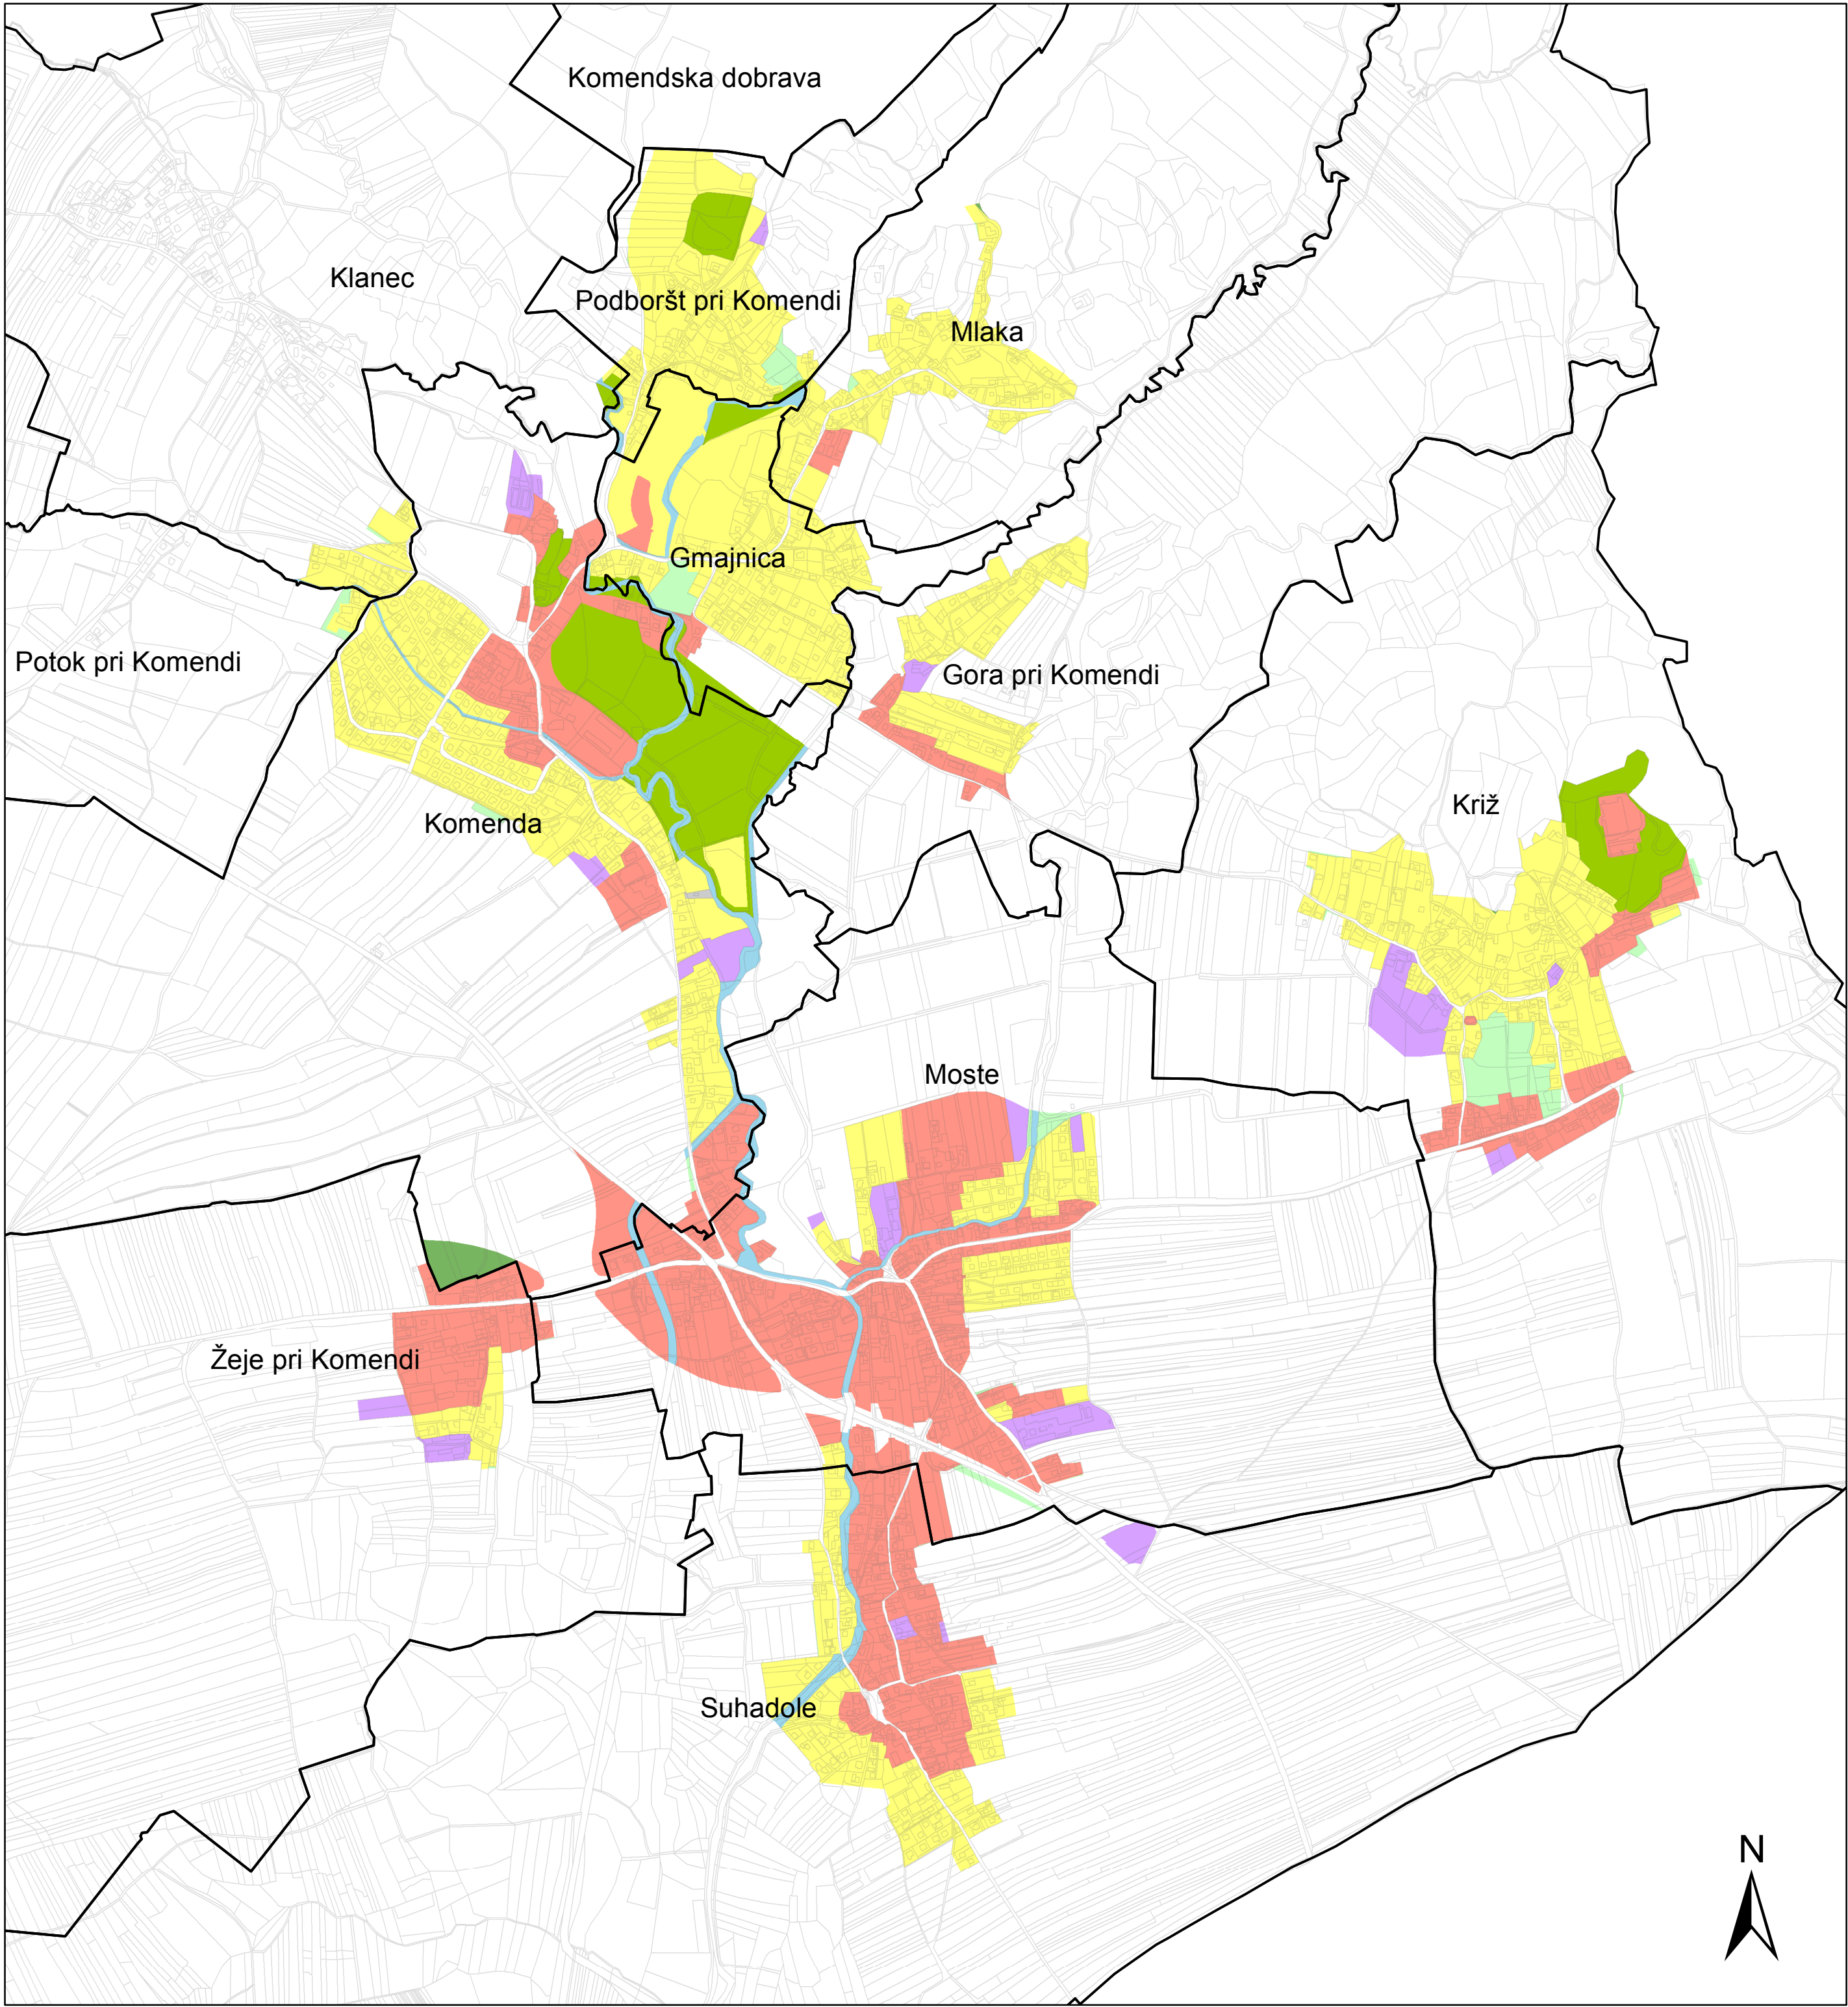 Komendska dobrava
Klanec
Podboršt pri Komendi
Mlaka
Gmajnica
Potok pri Komendi
Gora pri Komendi
Komenda
Križ
Moste
Žeje pri Komendi
Suhadole
N